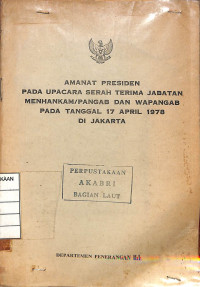 AMANAT PRESIDEN
PADA UPACARA SERAH TERIMA JABATAN
MENHANKAM/PANGAB DAN WAPANGAB
PADA TANGGAL 17 APRIL 1978
DI JAKARTA
KAAN
PERPUSTAKAAN
AKABRI
BAGIAN LAUT
DEPARTEMEN PENERANGAN R.I.